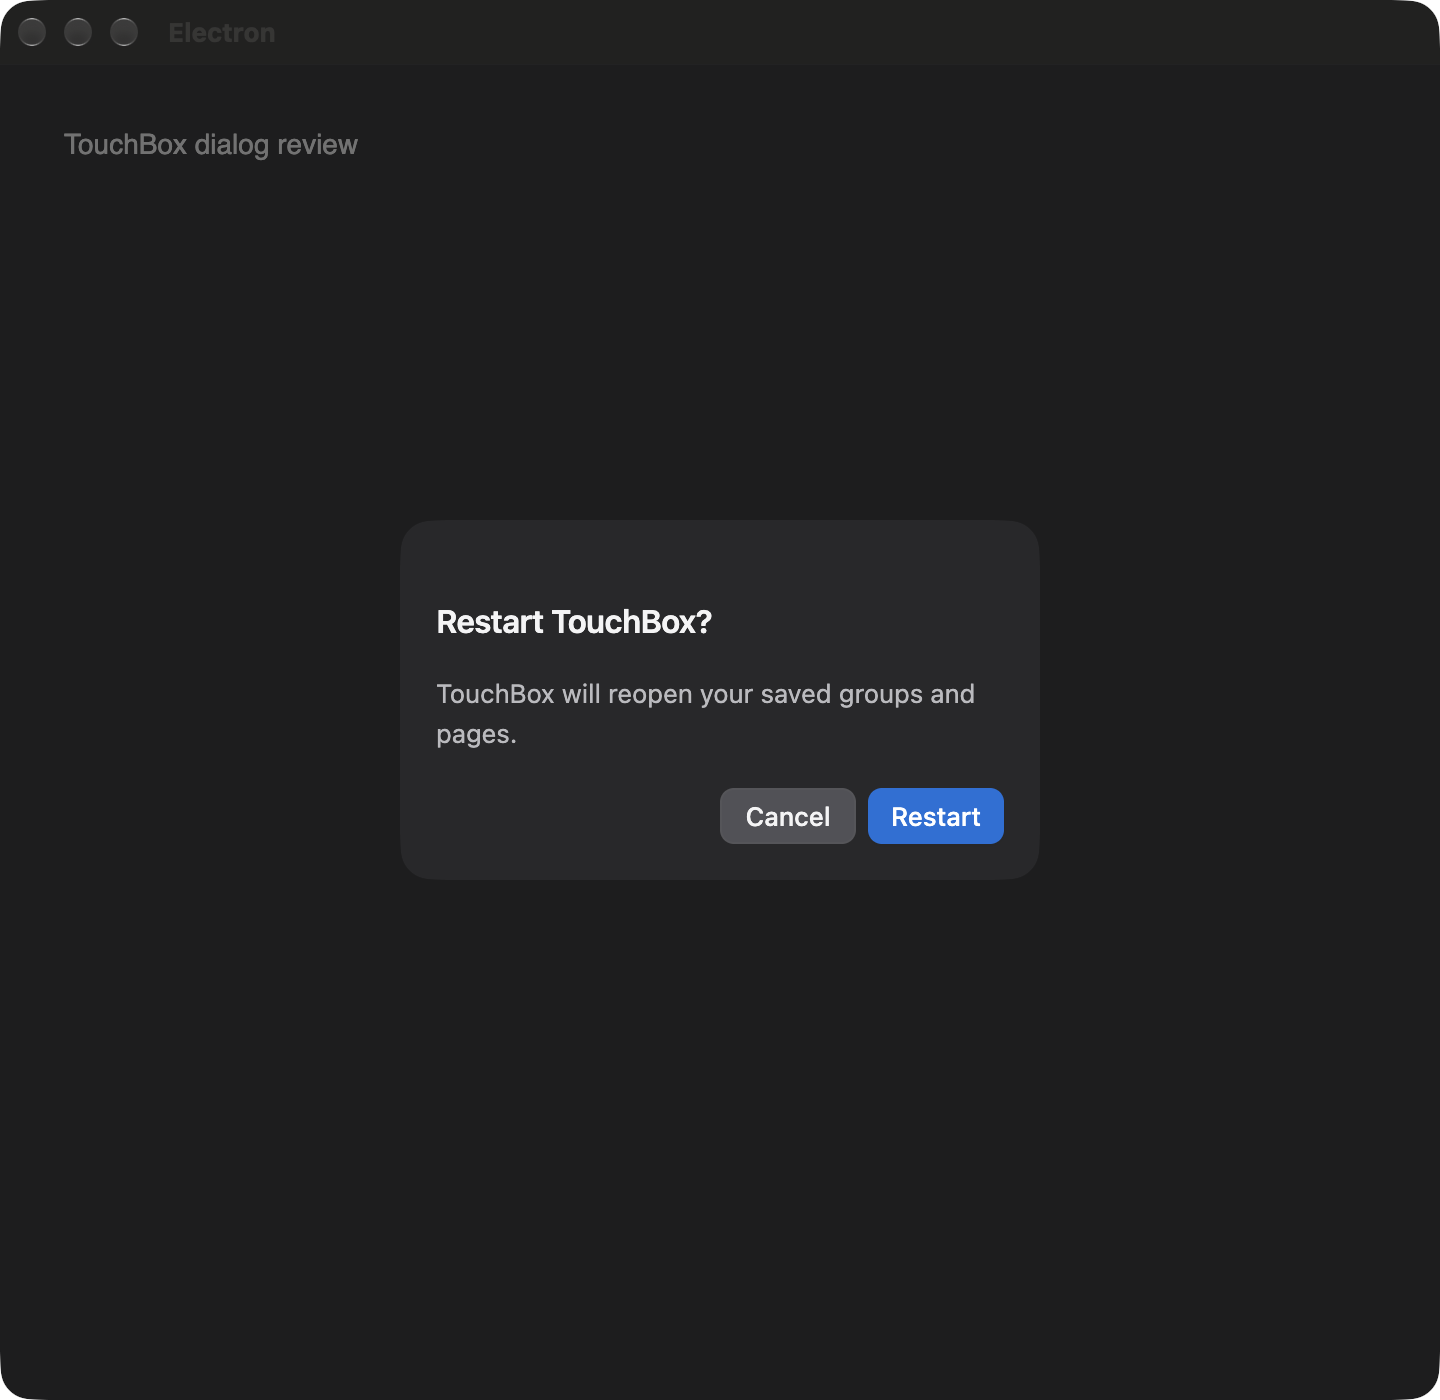 Electron
TouchBox dialog review
Restart TouchBox?
TouchBox will reopen your saved groups and
pages.
Cancel
Restart